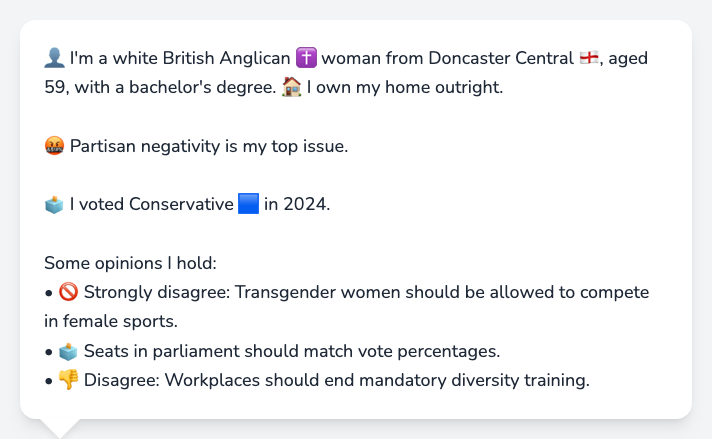 👤 I'm a white British Anglican ✝️ woman from Doncaster Central 🏴󠁧󠁢󠁥󠁮󠁧󠁿, aged
59, with a bachelor's degree. 🏠 I own my home outright.
🤬 Partisan negativity is my top issue.
🗳️ I voted Conservative 🟦 in 2024.
Some opinions I hold:
• 🚫 Strongly disagree: Transgender women should be allowed to compete
in female sports.
• 🗳️ Seats in parliament should match vote percentages.
• 👎 Disagree: Workplaces should end mandatory diversity training.